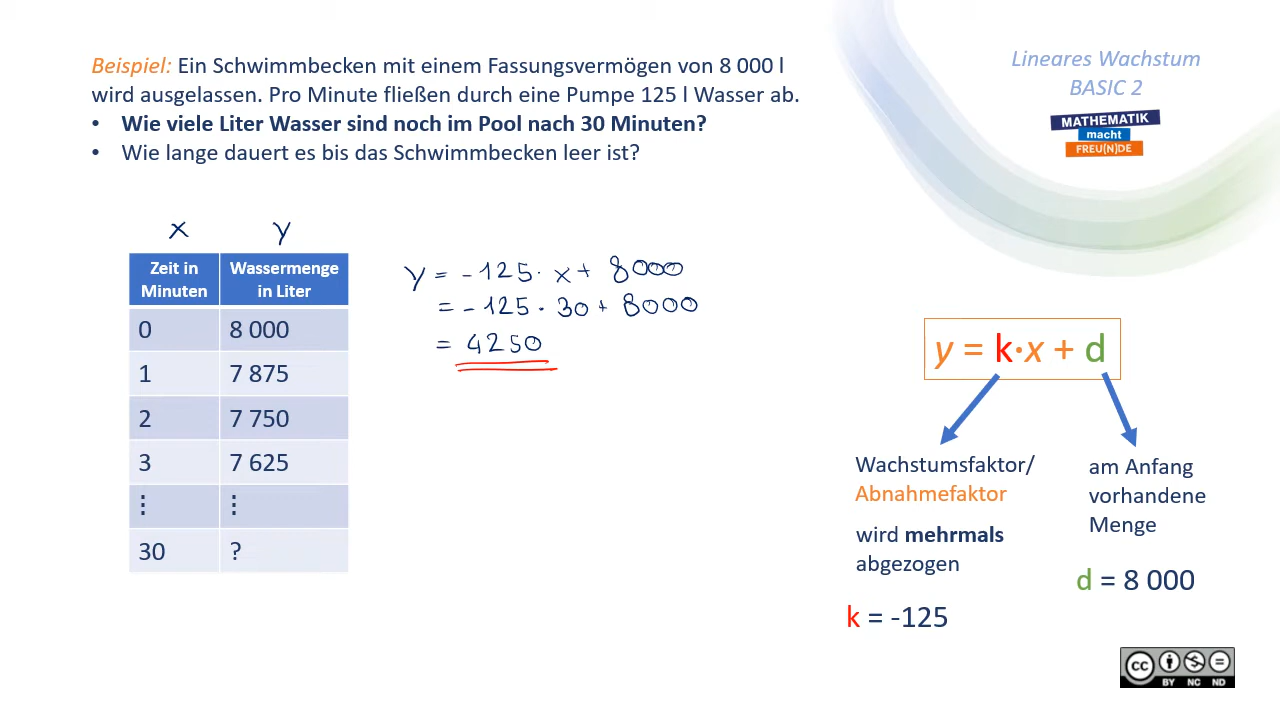 Beispiel: Ein Schwimmbecken mit einem Fassungsvermögen von 8 000 l
wird ausgelassen. Pro Minute fließen durch eine Pumpe 125 l Wasser ab.
• Wie viele Liter Wasser sind noch im Pool nach 30 Minuten?
• Wie lange dauert es bis das Schwimmbecken leer ist?
Lineares Wachstum
BASIC 2
MATHEMATIK
macht
FREU(N)DE
x y
Zeit in Minuten Wassermenge in Liter
0 8 000
1 7 875
2 7 750
3 7 625
⋮ ⋮
30 ?
y = -125 · x + 8000
= -125 · 30 + 8000
= 4250
y = k·x + d
Wachstumsfaktor/
Abnahmefaktor
wird mehrmals
abgezogen
k = -125
am Anfang
vorhandene
Menge
d = 8 000
cc
BY NC ND